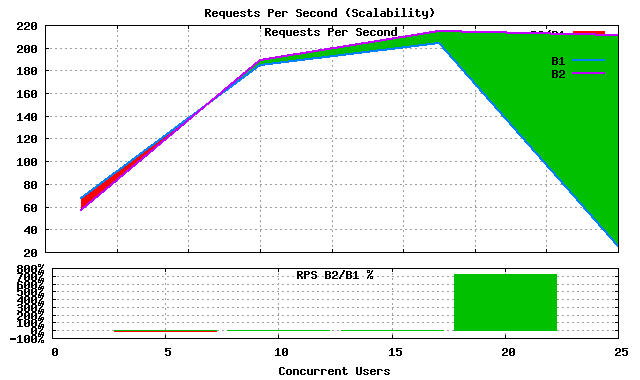 Requests Per Second (Scalability)
220
Requests Per Second
B2/B1
200
B1
B2
180
160
140
120
100
80
60
40
20
800%
700%
600%
500%
400%
300%
200%
100%
0%
-100%
RPS B2/B1 %
0 5 10 15 20 25
Concurrent Users